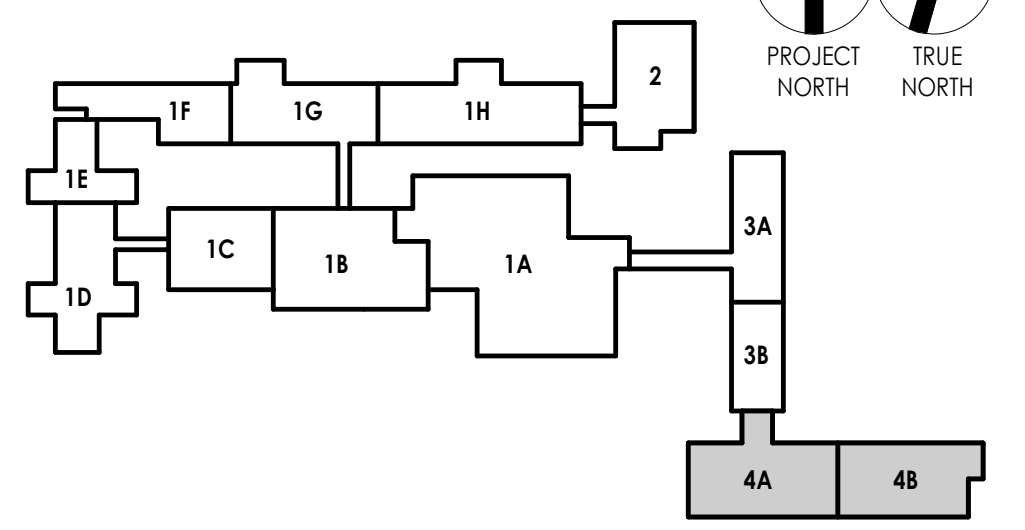 PROJECT
NORTH
TRUE
NORTH
2
1F
1G
1H
1E
3A
1C
1B
1A
1D
3B
4A
4B